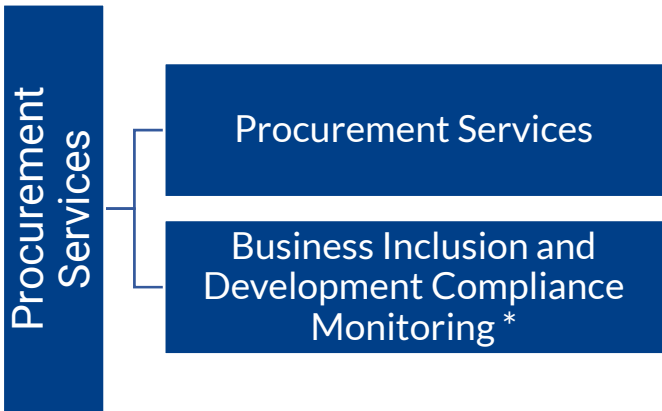 Procurement
Services
Procurement Services
Business Inclusion and
Development Compliance
Monitoring *